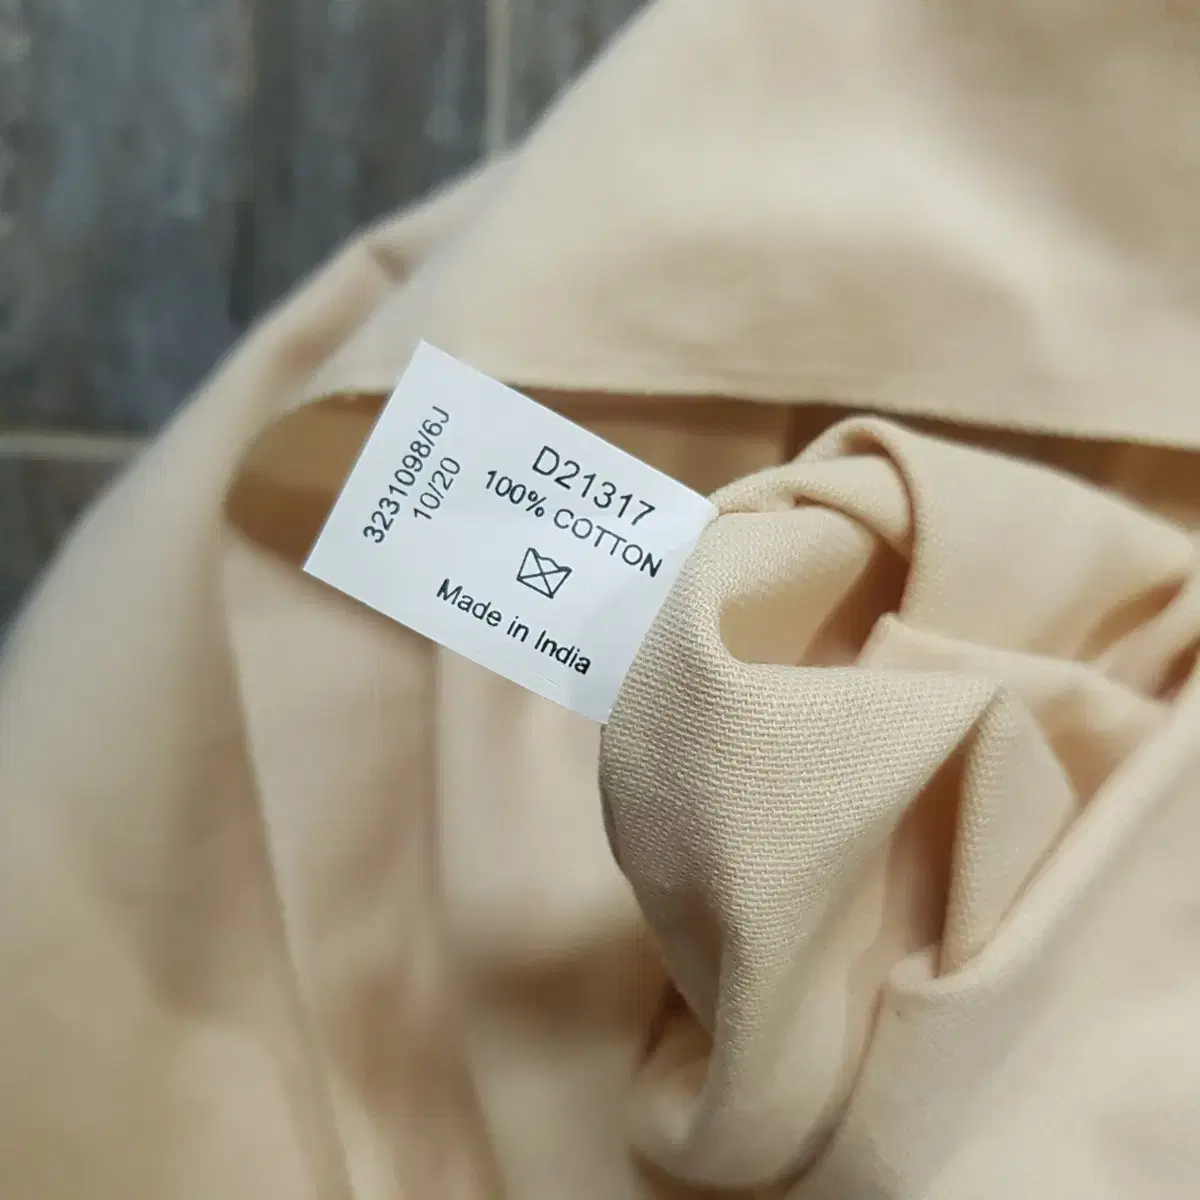 D21317
100% COTTON
Made in India
3231098/6J
10/20